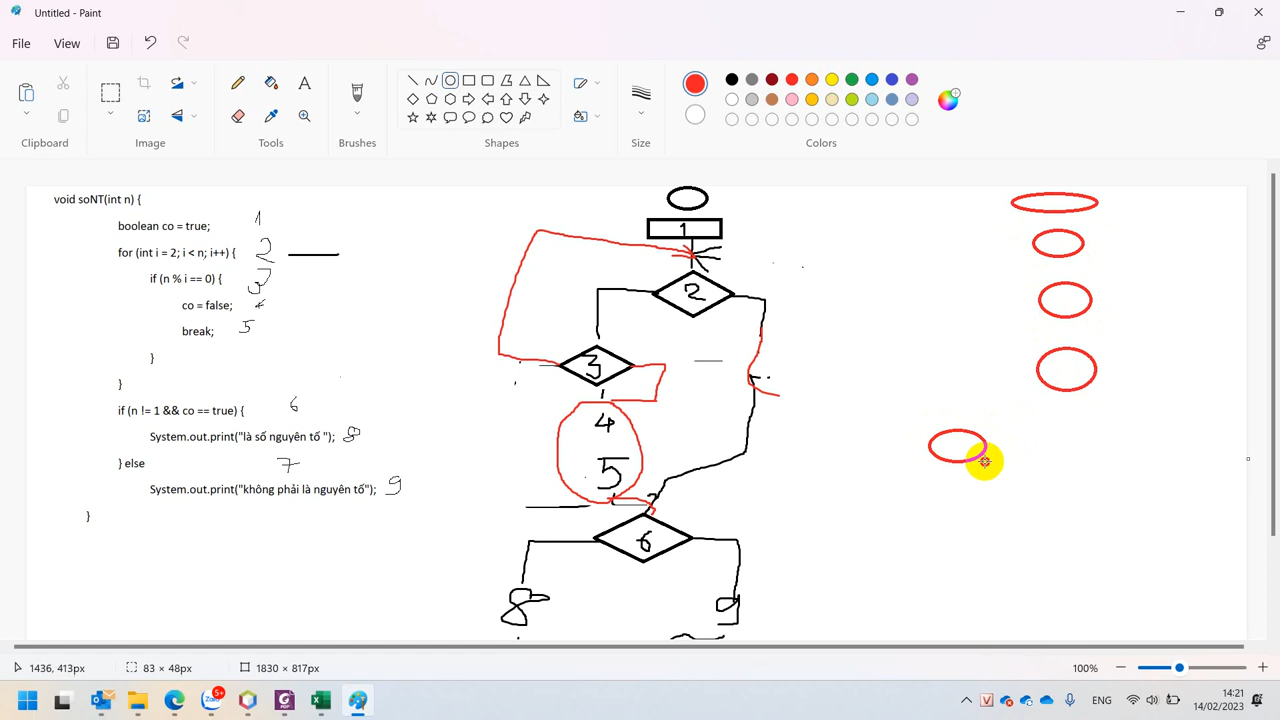 Untitled - Paint
File
View
Clipboard
Image
Tools
Brushes
Shapes
Size
Colors
void soNT(int n) {
boolean co = true; 1
for (int i = 2; i < n; i++) { 2
if (n % i == 0) { 3
co = false; 4
break; 5
}
}
if (n != 1 && co == true) { 6
System.out.print("là số nguyên tố "); 8
} else 7
System.out.print("không phải là nguyên tố"); 9
}
1
2
3
4
5
6
8
9
1436, 413px
83 × 48px
1830 × 817px
100%
5+
ENG
14:21
14/02/2023